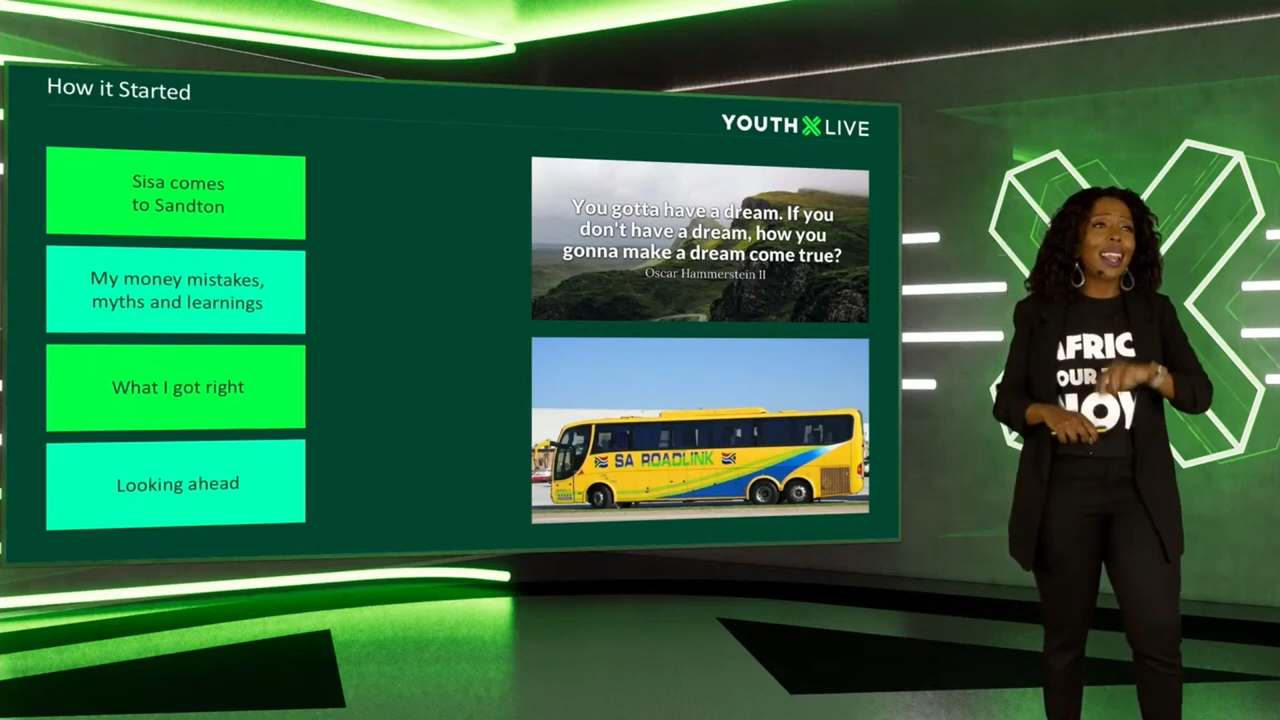 How it Started
YOUTH X LIVE
Sisa comes
to Sandton
My money mistakes,
myths and learnings
What I got right
Looking ahead
You gotta have a dream. If you
don't have a dream, how you
gonna make a dream come true?
Oscar Hammerstein II
SA ROADLINK